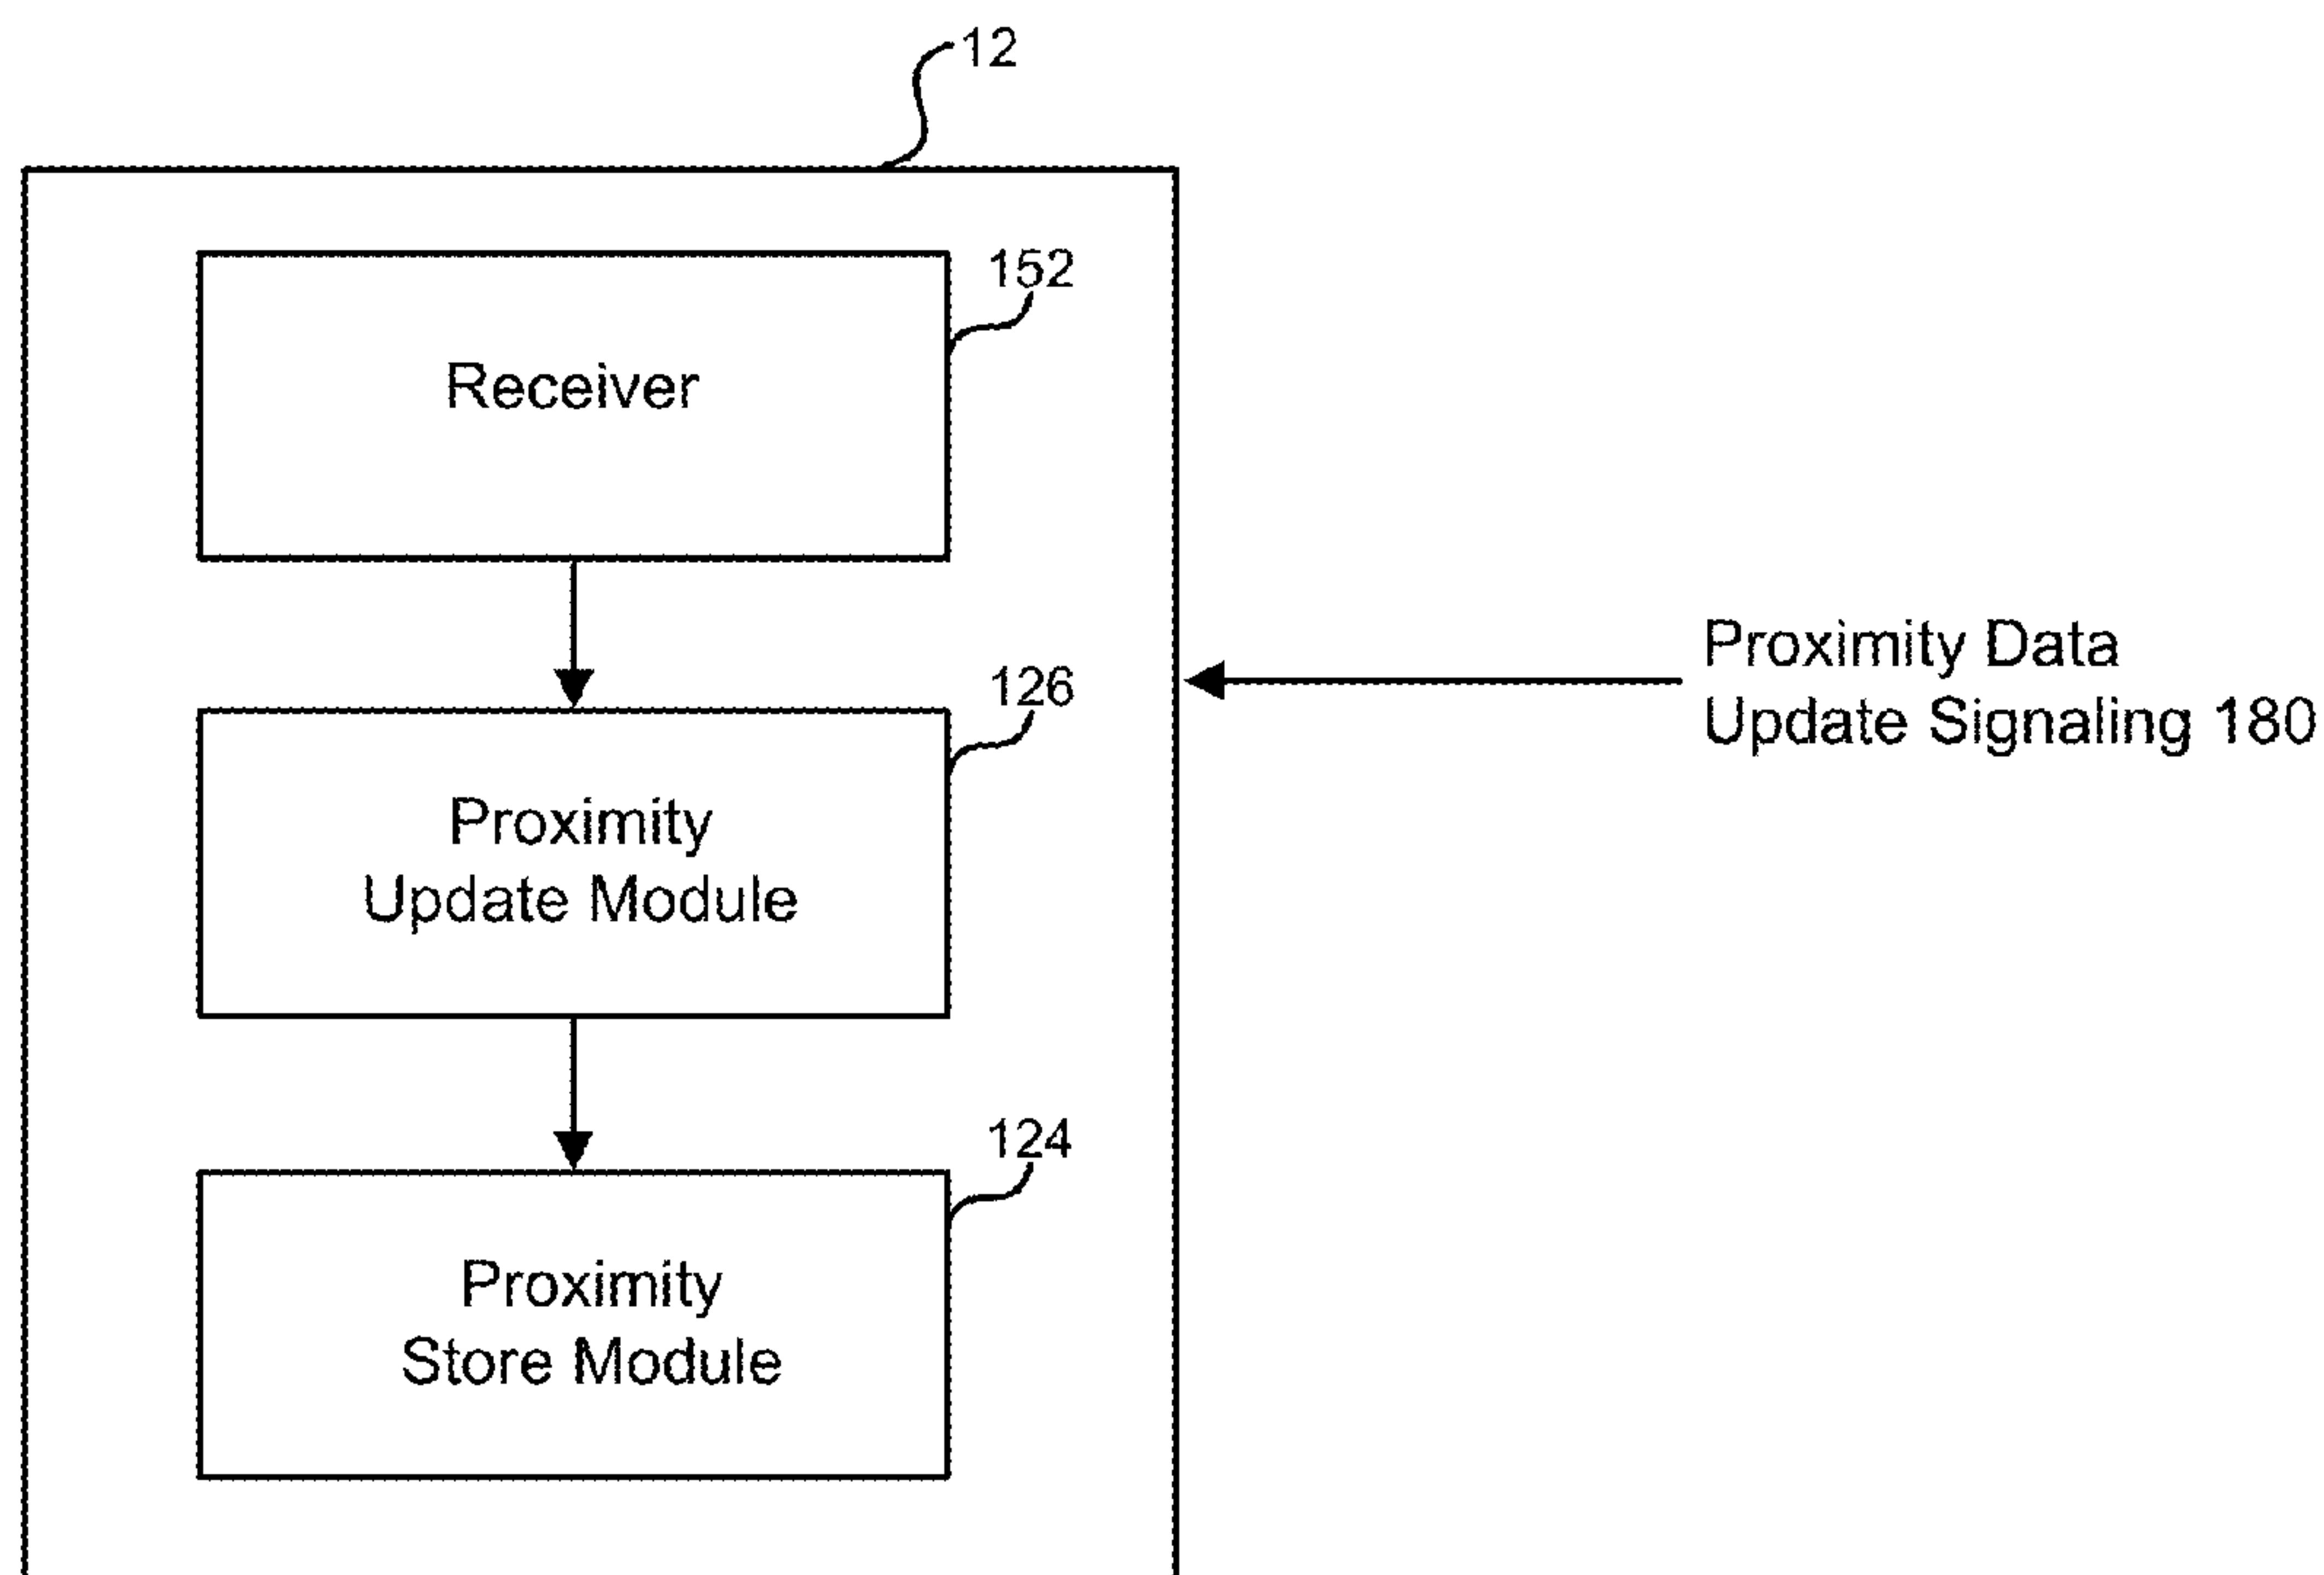 12
152
Receiver
126
Proximity
Update Module
124
Proximity
Store Module
Proximity Data
Update Signaling 180